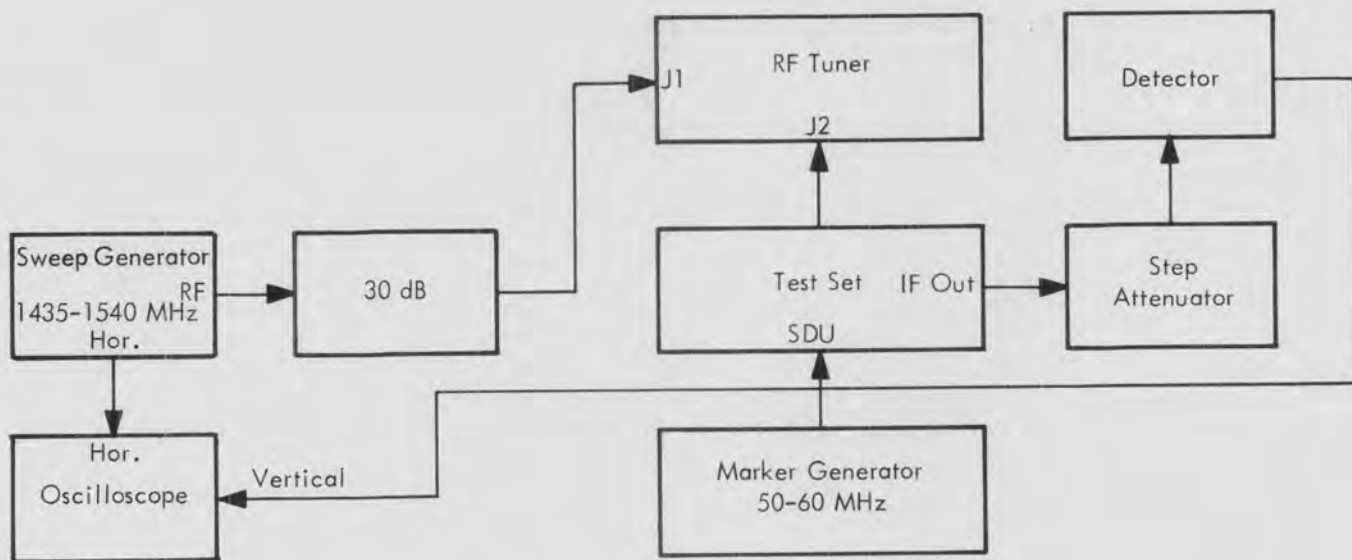 RF Tuner
J1
J2
Detector
Sweep Generator
RF
1435-1540 MHz
Hor.
30 dB
Test Set
IF Out
SDU
Step
Attenuator
Hor.
Oscilloscope
Vertical
Marker Generator
50-60 MHz